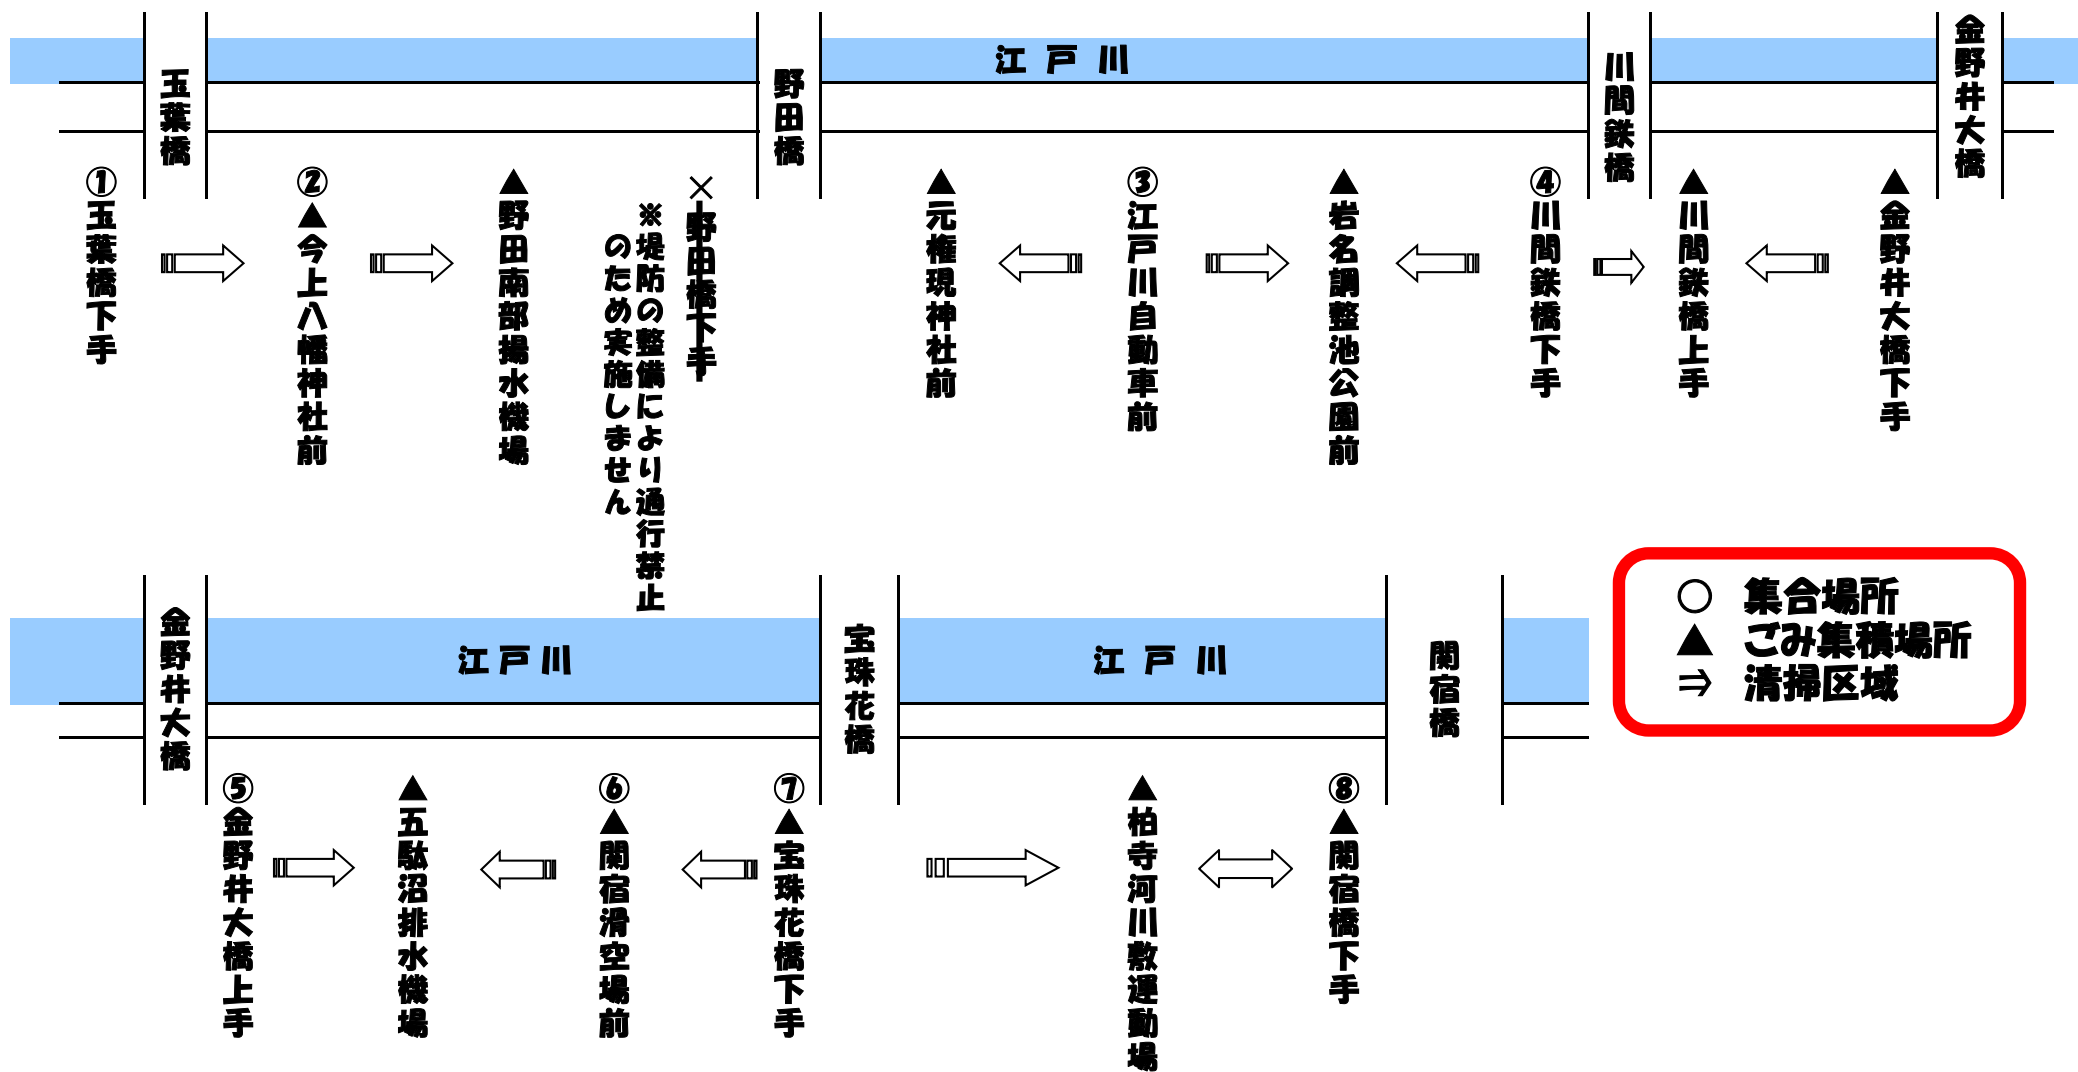 江戸川
玉葉橋
野田橋
川間鉄橋
金野井大橋
①玉葉橋下手
②▲今上八幡神社前
▲野田南部揚水機場
×野田橋下手
※堤防の整備により通行禁止
のため実施しません
▲元権現神社前
③江戸川自動車前
▲岩名調整池公園前
④川間鉄橋下手
▲川間鉄橋上手
▲金野井大橋下手
○ 集合場所
▲ ごみ集積場所
⇒ 清掃区域
金野井大橋
江戸川
宝珠花橋
江戸川
関宿橋
⑤金野井大橋上手
▲五駄沼排水機場
⑥▲関宿滑空場前
⑦▲宝珠花橋下手
▲柏寺河川敷運動場
⑧▲関宿橋下手